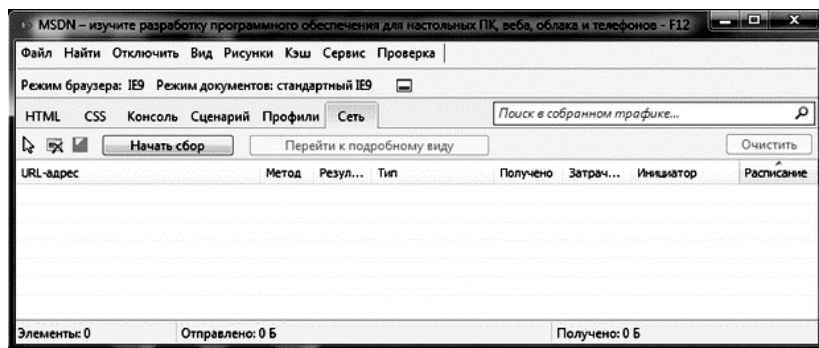 MSDN – изучите разработку программного обеспечения для настольных ПК, веба, облака и телефонов - F12
Файл Найти Отключить Вид Рисунки Кэш Сервис Проверка
Режим браузера: IE9 Режим документов: стандартный IE9
HTML CSS Консоль Сценарий Профили Сеть Поиск в собранном трафике...
Начать сбор Перейти к подробному виду Очистить
URL-адрес Метод Резул... Тип Получено Затрач... Инициатор Расписание
Элементы: 0 Отправлено: 0 Б Получено: 0 Б